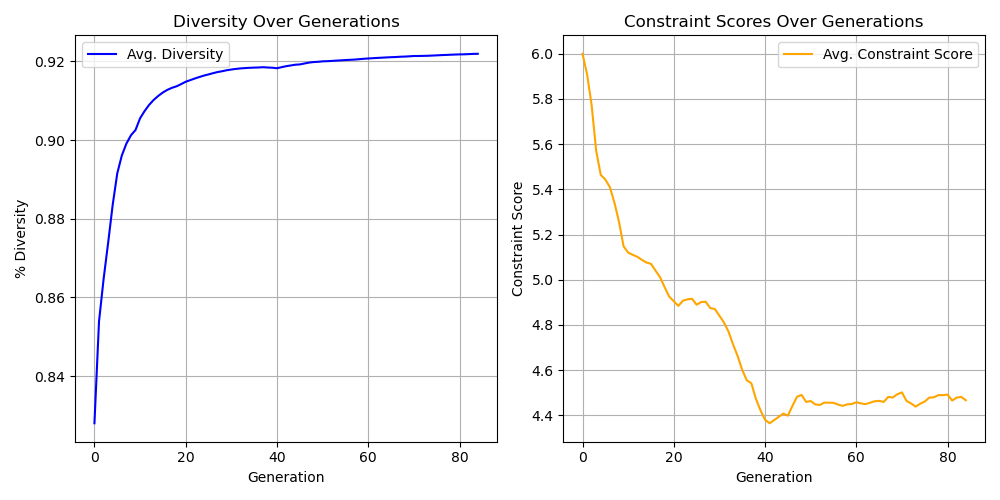 Diversity Over Generations
Avg. Diversity
% Diversity
0.92
0.90
0.88
0.86
0.84
0 20 40 60 80
Generation
Constraint Scores Over Generations
Avg. Constraint Score
Constraint Score
6.0
5.8
5.6
5.4
5.2
5.0
4.8
4.6
4.4
0 20 40 60 80
Generation